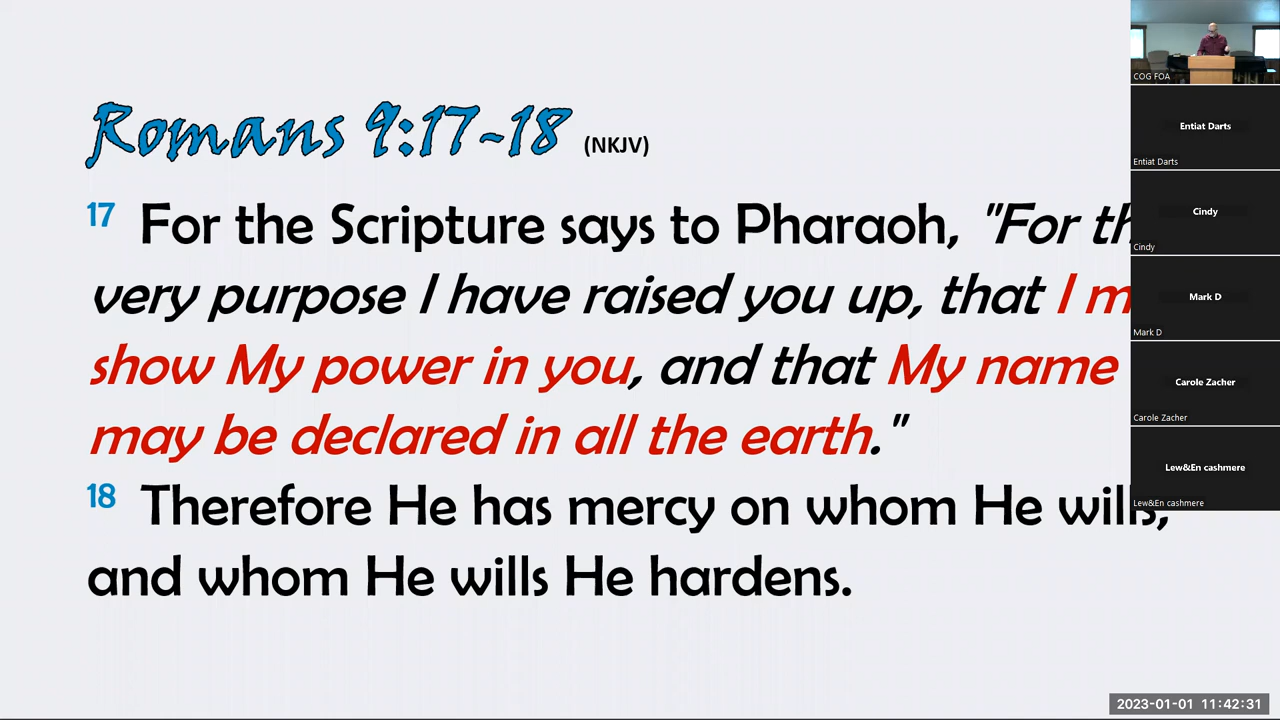 Romans 9:17-18 (NKJV)
17 For the Scripture says to Pharaoh, "For
very purpose I have raised you up, that I
show My power in you, and that My name
may be declared in all the earth."
18 Therefore He has mercy on whom He wills,
and whom He wills He hardens.
COG FOA
Entiat Darts
Entiat Darts
Cindy
Cindy
Mark D
Mark D
Carole Zacher
Carole Zacher
Lew&En cashmere
Lew&En cashmere
2023-01-01 11:42:31